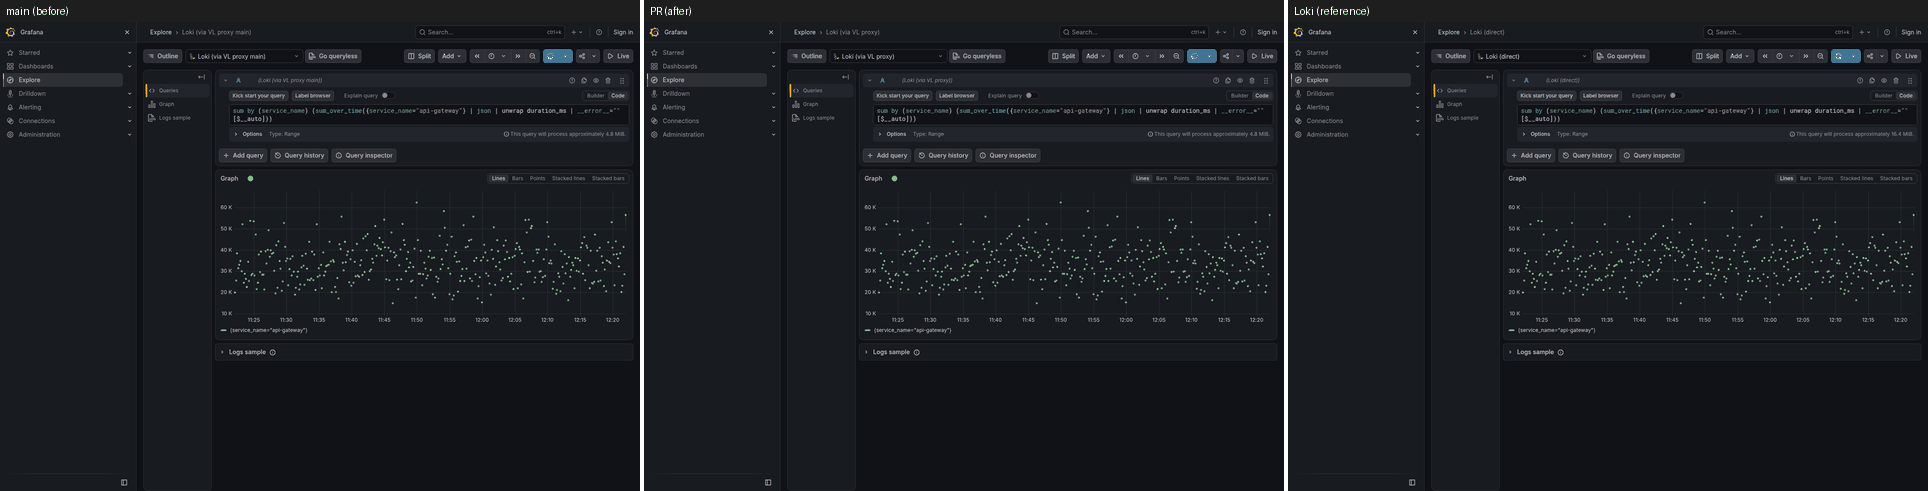 main (before)
Grafana
Explore › Loki (via VL proxy main)
Search...
ctrl+k
Sign in
Starred
Dashboards
Explore
Drilldown
Alerting
Connections
Administration
Outline
Loki (via VL proxy main)
Go queryless
Split
Add
Live
Queries
Graph
Logs sample
A
(Loki (via VL proxy main))
Kick start your query
Label browser
Explain query
Builder
Code
sum by (service_name) (sum_over_time({service_name="api-gateway"} | json | unwrap duration_ms | __error__=""
[$__auto]))
Options
Type: Range
This query will process approximately 4.8 MiB.
Add query
Query history
Query inspector
Graph
Lines
Bars
Points
Stacked lines
Stacked bars
60 K
50 K
40 K
30 K
20 K
10 K
11:25
11:30
11:35
11:40
11:45
11:50
11:55
12:00
12:05
12:10
12:15
12:20
{service_name="api-gateway"}
Logs sample
PR (after)
Grafana
Explore › Loki (via VL proxy)
Search...
ctrl+k
Sign in
Starred
Dashboards
Explore
Drilldown
Alerting
Connections
Administration
Outline
Loki (via VL proxy)
Go queryless
Split
Add
Live
Queries
Graph
Logs sample
A
(Loki (via VL proxy))
Kick start your query
Label browser
Explain query
Builder
Code
sum by (service_name) (sum_over_time({service_name="api-gateway"} | json | unwrap duration_ms | __error__=""
[$__auto]))
Options
Type: Range
This query will process approximately 4.8 MiB.
Add query
Query history
Query inspector
Graph
Lines
Bars
Points
Stacked lines
Stacked bars
60 K
50 K
40 K
30 K
20 K
10 K
11:25
11:30
11:35
11:40
11:45
11:50
11:55
12:00
12:05
12:10
12:15
12:20
{service_name="api-gateway"}
Logs sample
Loki (reference)
Grafana
Explore › Loki (direct)
Search...
ctrl+k
Sign in
Starred
Dashboards
Explore
Drilldown
Alerting
Connections
Administration
Outline
Loki (direct)
Go queryless
Split
Add
Live
Queries
Graph
Logs sample
A
(Loki (direct))
Kick start your query
Label browser
Explain query
Builder
Code
sum by (service_name) (sum_over_time({service_name="api-gateway"} | json | unwrap duration_ms | __error__=""
[$__auto]))
Options
Type: Range
This query will process approximately 16.4 MiB.
Add query
Query history
Query inspector
Graph
Lines
Bars
Points
Stacked lines
Stacked bars
60 K
50 K
40 K
30 K
20 K
10 K
11:25
11:30
11:35
11:40
11:45
11:50
11:55
12:00
12:05
12:10
12:15
12:20
{service_name="api-gateway"}
Logs sample